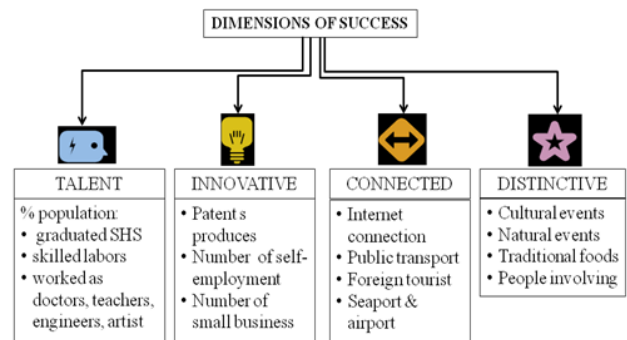 DIMENSIONS OF SUCCESS
TALENT
% population:
• graduated SHS
• skilled labors
• worked as
doctors, teachers,
engineers, artist
INNOVATIVE
• Patent s
produces
• Number of self-
employment
• Number of
small business
CONNECTED
• Internet
connection
• Public transport
• Foreign tourist
• Seaport &
airport
DISTINCTIVE
• Cultural events
• Natural events
• Traditional foods
• People involving